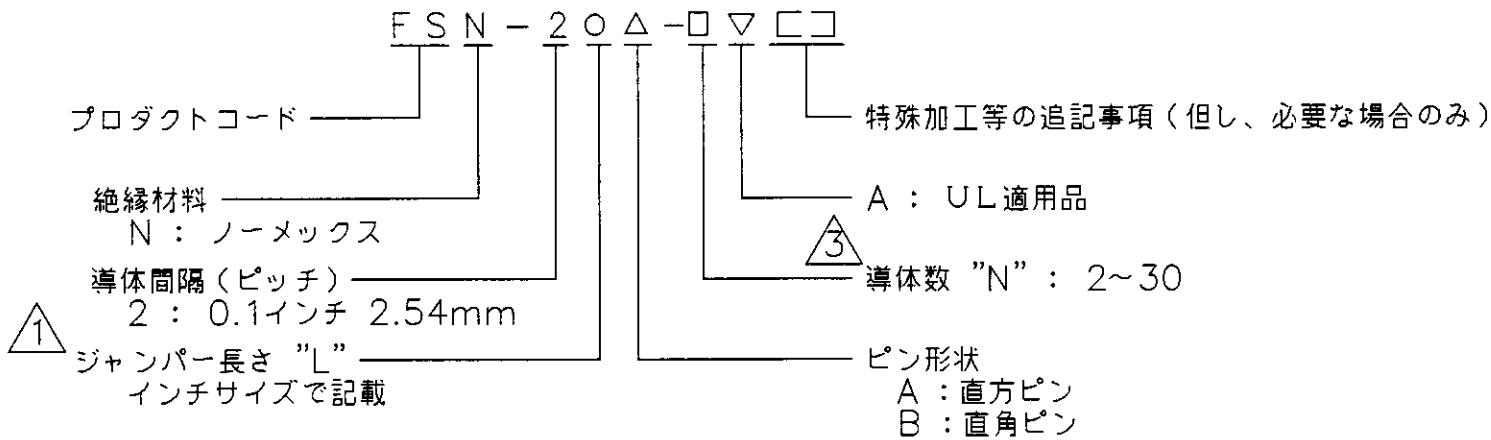 FSN-2○△-□▽□□
プロダクトコード
特殊加工等の追記事項(但し、必要な場合のみ)
絶縁材料
N : ノーメックス
A : UL適用品
3
導体間隔(ピッチ)
2 : 0.1インチ 2.54mm
導体数 "N" : 2~30
1
ジャンパー長さ "L"
インチサイズで記載
ピン形状
A : 直方ピン
B : 直角ピン